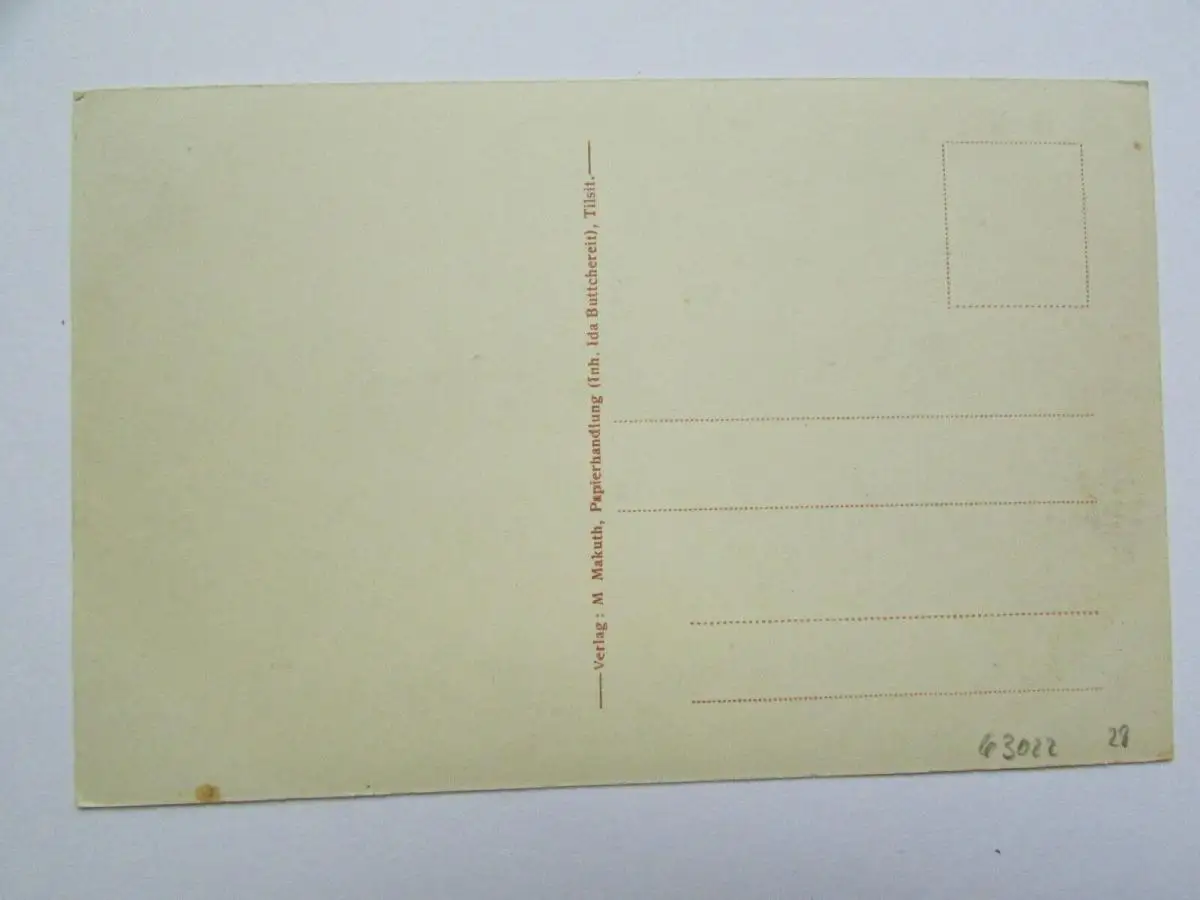 Verlag: M Makuth, Papierhandlung (Inh. Ida Buttchereit), Tilsit.
63022 28